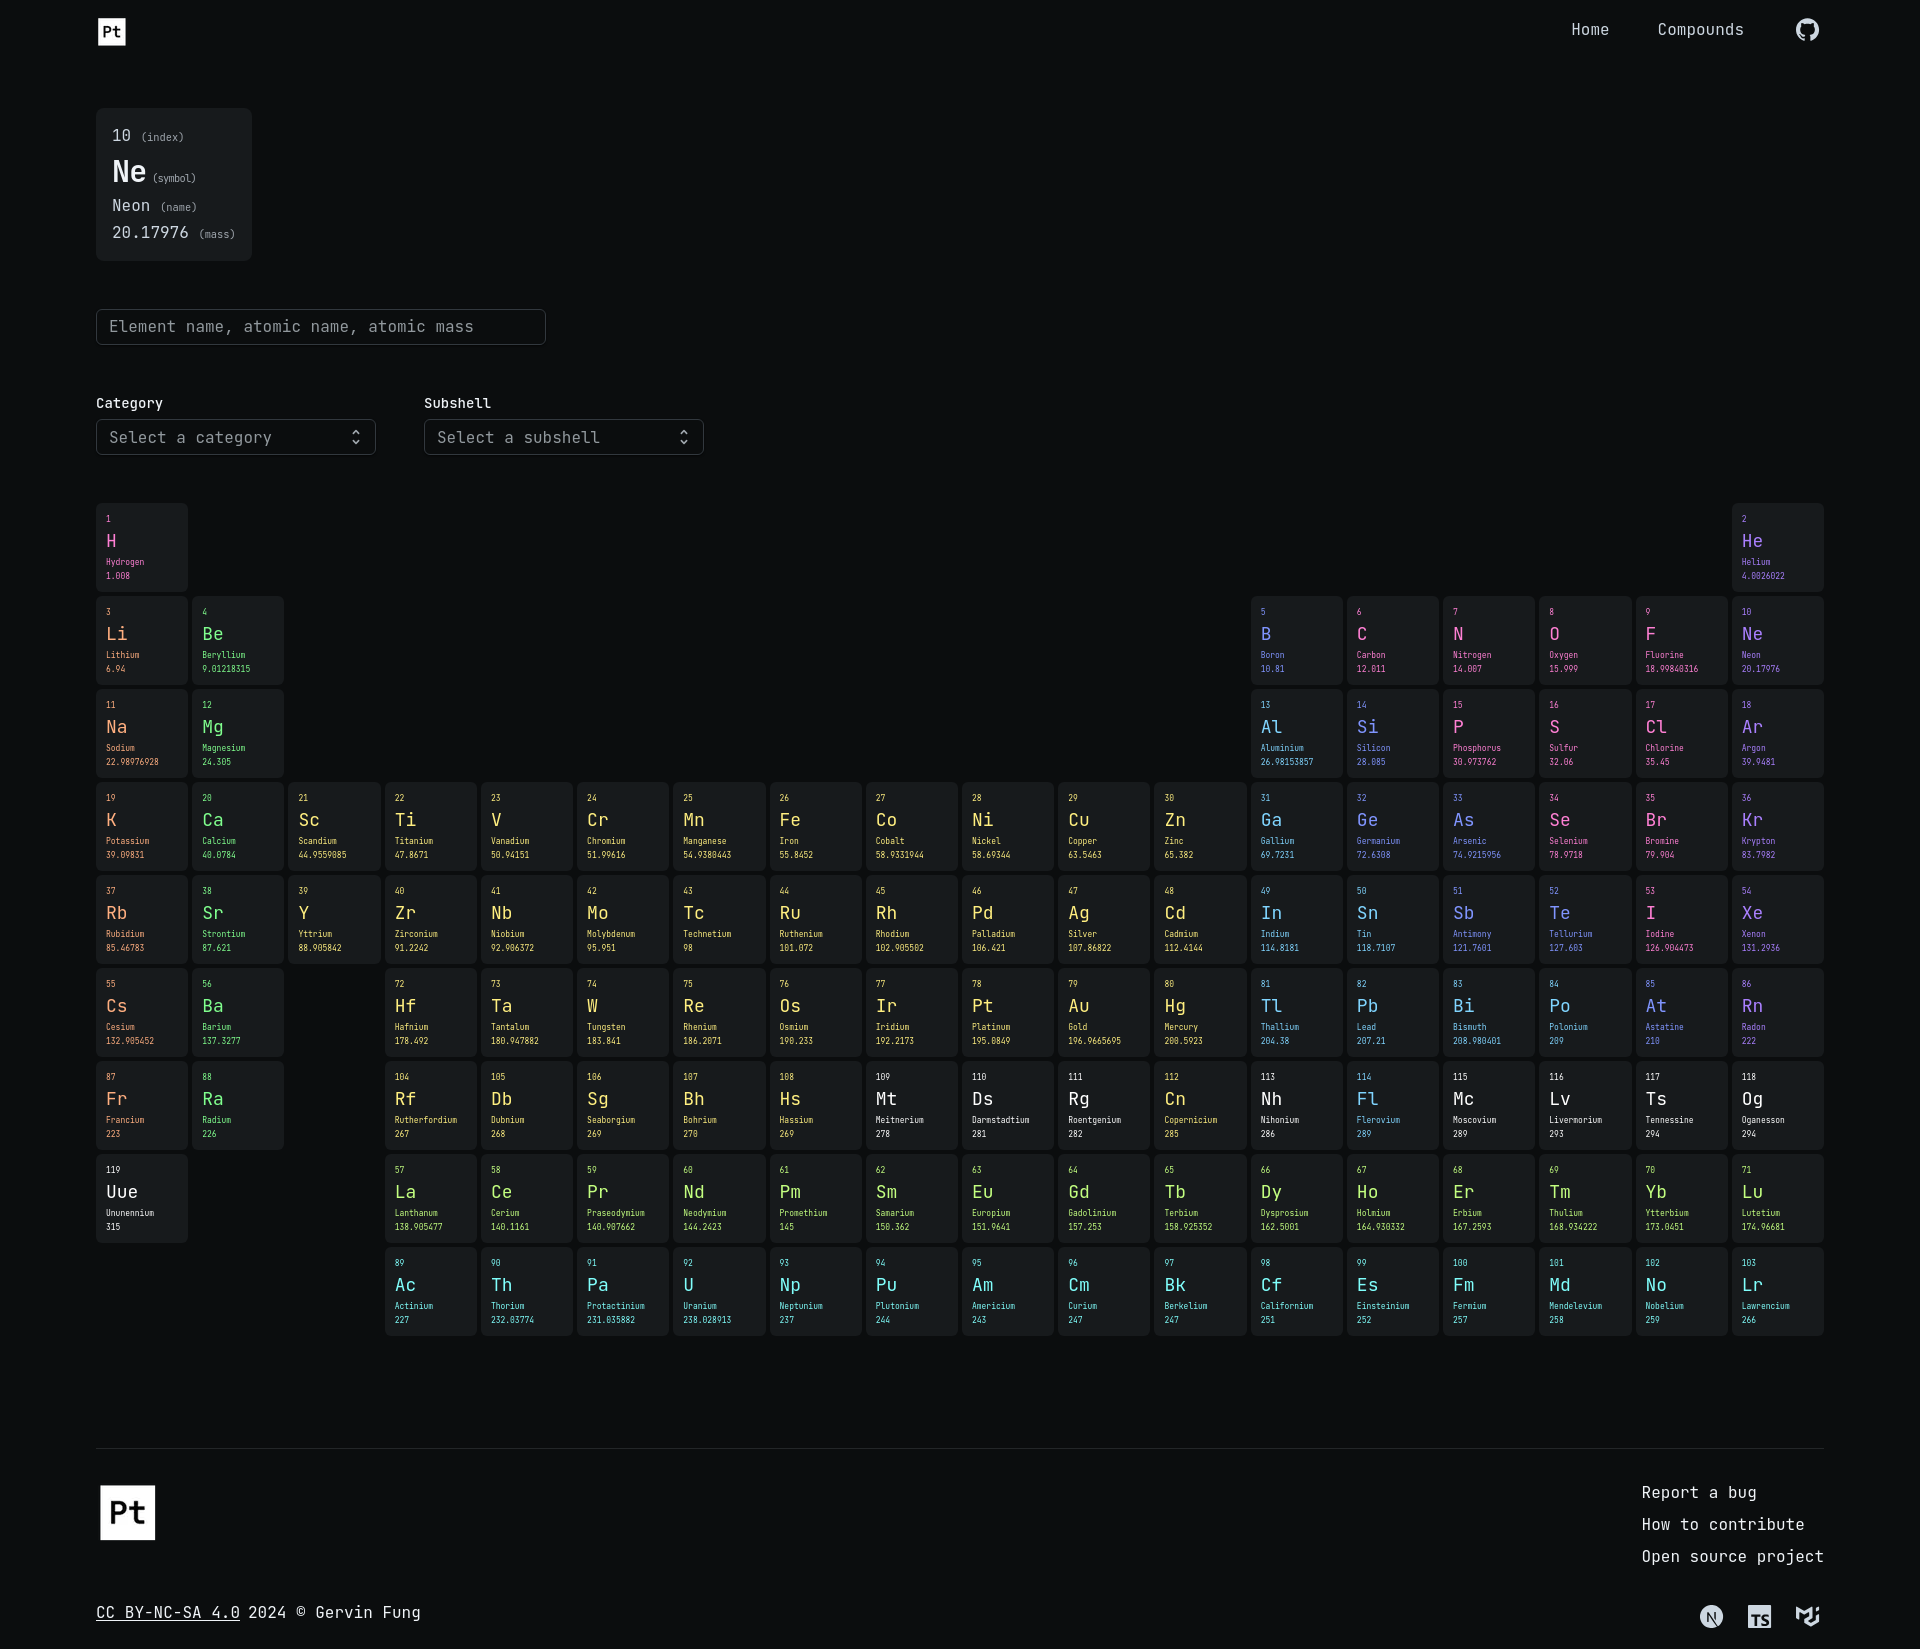 Pt
Home Compounds
10 (index)
Ne (symbol)
Neon (name)
20.17976 (mass)
Element name, atomic name, atomic mass
Category Subshell
Select a category Select a subshell
1 2
H He
Hydrogen Helium
1.008 4.0026022
3 4 5 6 7 8 9 10
Li Be B C N O F Ne
Lithium Beryllium Boron Carbon Nitrogen Oxygen Fluorine Neon
6.94 9.01218315 10.81 12.011 14.007 15.999 18.99840316 20.17976
11 12 13 14 15 16 17 18
Na Mg Al Si P S Cl Ar
Sodium Magnesium Aluminium Silicon Phosphorus Sulfur Chlorine Argon
22.98976928 24.305 26.98153857 28.085 30.973762 32.06 35.45 39.9481
19 20 21 22 23 24 25 26 27 28 29 30 31 32 33 34 35 36
K Ca Sc Ti V Cr Mn Fe Co Ni Cu Zn Ga Ge As Se Br Kr
Potassium Calcium Scandium Titanium Vanadium Chromium Manganese Iron Cobalt Nickel Copper Zinc Gallium Germanium Arsenic Selenium Bromine Krypton
39.09831 40.0784 44.9559085 47.8671 50.94151 51.99616 54.9380443 55.8452 58.9331944 58.69344 63.5463 65.382 69.7231 72.6308 74.9215956 78.9718 79.904 83.7982
37 38 39 40 41 42 43 44 45 46 47 48 49 50 51 52 53 54
Rb Sr Y Zr Nb Mo Tc Ru Rh Pd Ag Cd In Sn Sb Te I Xe
Rubidium Strontium Yttrium Zirconium Niobium Molybdenum Technetium Ruthenium Rhodium Palladium Silver Cadmium Indium Tin Antimony Tellurium Iodine Xenon
85.46783 87.621 88.905842 91.2242 92.906372 95.951 98 101.072 102.905502 106.421 107.86822 112.4144 114.8181 118.7107 121.7601 127.603 126.904473 131.2936
55 56 72 73 74 75 76 77 78 79 80 81 82 83 84 85 86
Cs Ba Hf Ta W Re Os Ir Pt Au Hg Tl Pb Bi Po At Rn
Cesium Barium Hafnium Tantalum Tungsten Rhenium Osmium Iridium Platinum Gold Mercury Thallium Lead Bismuth Polonium Astatine Radon
132.905452 137.3277 178.492 180.947882 183.841 186.2071 190.233 192.2173 195.0849 196.9665695 200.5923 204.38 207.21 208.980401 209 210 222
87 88 104 105 106 107 108 109 110 111 112 113 114 115 116 117 118
Fr Ra Rf Db Sg Bh Hs Mt Ds Rg Cn Nh Fl Mc Lv Ts Og
Francium Radium Rutherfordium Dubnium Seaborgium Bohrium Hassium Meitnerium Darmstadtium Roentgenium Copernicium Nihonium Flerovium Moscovium Livermorium Tennessine Oganesson
223 226 267 268 269 270 269 278 281 282 285 286 289 289 293 294 294
119 57 58 59 60 61 62 63 64 65 66 67 68 69 70 71
Uue La Ce Pr Nd Pm Sm Eu Gd Tb Dy Ho Er Tm Yb Lu
Ununennium Lanthanum Cerium Praseodymium Neodymium Promethium Samarium Europium Gadolinium Terbium Dysprosium Holmium Erbium Thulium Ytterbium Lutetium
315 138.905477 140.1161 140.907662 144.2423 145 150.362 151.9641 157.253 158.925352 162.5001 164.930332 167.2593 168.934222 173.0451 174.96681
89 90 91 92 93 94 95 96 97 98 99 100 101 102 103
Ac Th Pa U Np Pu Am Cm Bk Cf Es Fm Md No Lr
Actinium Thorium Protactinium Uranium Neptunium Plutonium Americium Curium Berkelium Californium Einsteinium Fermium Mendelevium Nobelium Lawrencium
227 232.03774 231.035882 238.028913 237 244 243 247 247 251 252 257 258 259 266
Pt
Report a bug
How to contribute
Open source project
CC BY-NC-SA 4.0 2024 © Gervin Fung
N TS